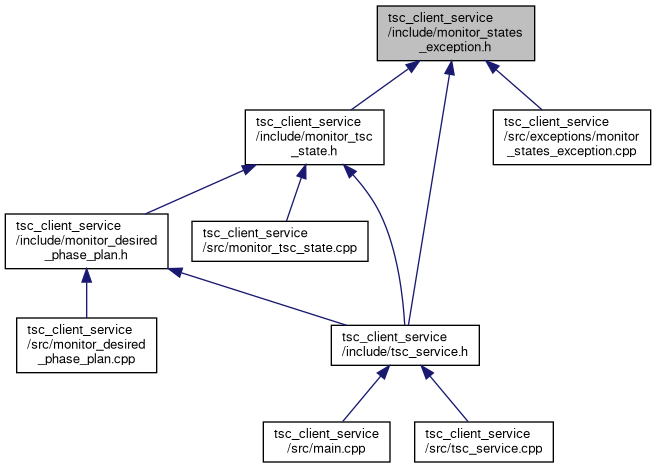 tsc_client_service
/include/monitor_states
_exception.h
tsc_client_service
/include/monitor_tsc
_state.h
tsc_client_service
/src/exceptions/monitor
_states_exception.cpp
tsc_client_service
/include/monitor_desired
_phase_plan.h
tsc_client_service
/src/monitor_tsc_state.cpp
tsc_client_service
/src/monitor_desired
_phase_plan.cpp
tsc_client_service
/include/tsc_service.h
tsc_client_service
/src/main.cpp
tsc_client_service
/src/tsc_service.cpp